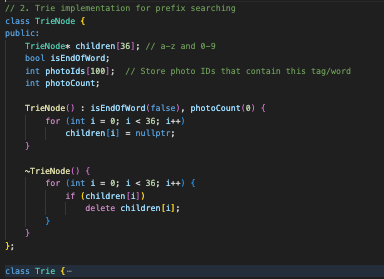 // 2. Trie implementation for prefix searching
class TrieNode {
public:
    TrieNode* children[36]; // a-z and 0-9
    bool isEndOfWord;
    int photoIds[100];  // Store photo IDs that contain this tag/word
    int photoCount;

    TrieNode() : isEndOfWord(false), photoCount(0) {
        for (int i = 0; i < 36; i++)
            children[i] = nullptr;
    }

    ~TrieNode() {
        for (int i = 0; i < 36; i++) {
            if (children[i])
                delete children[i];
        }
    }
};

class Trie {⋯